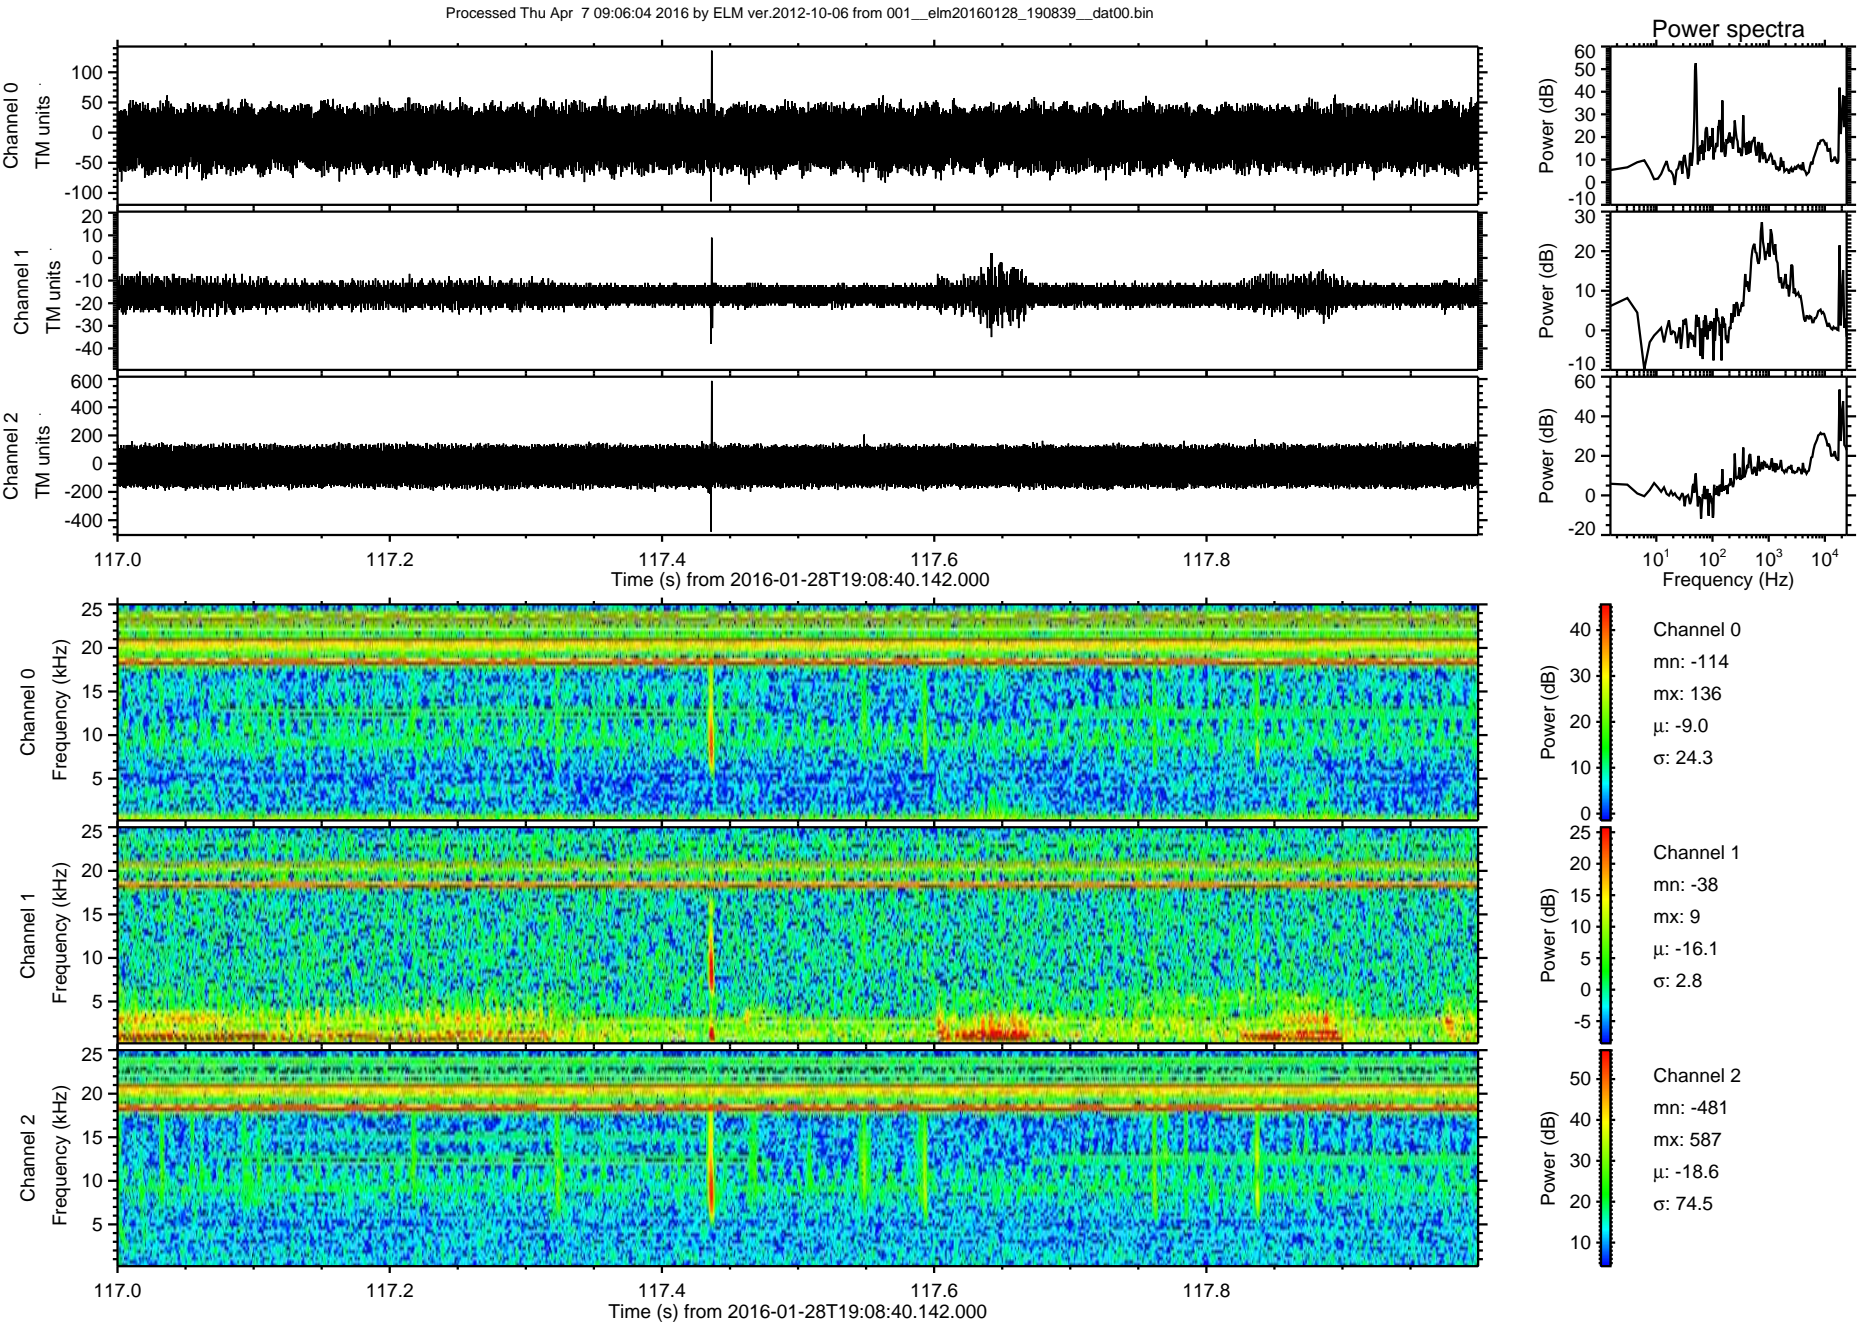 Processed Thu Apr  7 09:06:04 2016 by ELM ver.2012-10-06 from 001__elm20160128_190839__dat00.bin
Power spectra
Channel 0
TM units
100
50
0
-50
-100
Power (dB)
60
50
40
30
20
10
0
-10
Channel 1
TM units
20
10
0
-10
-20
-30
-40
Power (dB)
30
20
10
0
-10
Channel 2
TM units
600
400
200
0
-200
-400
Power (dB)
60
40
20
0
-20
117.0 117.2 117.4 117.6 117.8
Time (s) from 2016-01-28T19:08:40.142.000
10^1 10^2 10^3 10^4
Frequency (Hz)
Channel 0
Frequency (kHz)
25
20
15
10
5
Power (dB)
40
30
20
10
0
Channel 0
mn: -114
mx: 136
μ: -9.0
σ: 24.3
Channel 1
Frequency (kHz)
25
20
15
10
5
Power (dB)
25
20
15
10
5
0
-5
Channel 1
mn: -38
mx: 9
μ: -16.1
σ: 2.8
Channel 2
Frequency (kHz)
25
20
15
10
5
Power (dB)
50
40
30
20
10
Channel 2
mn: -481
mx: 587
μ: -18.6
σ: 74.5
117.0 117.2 117.4 117.6 117.8
Time (s) from 2016-01-28T19:08:40.142.000